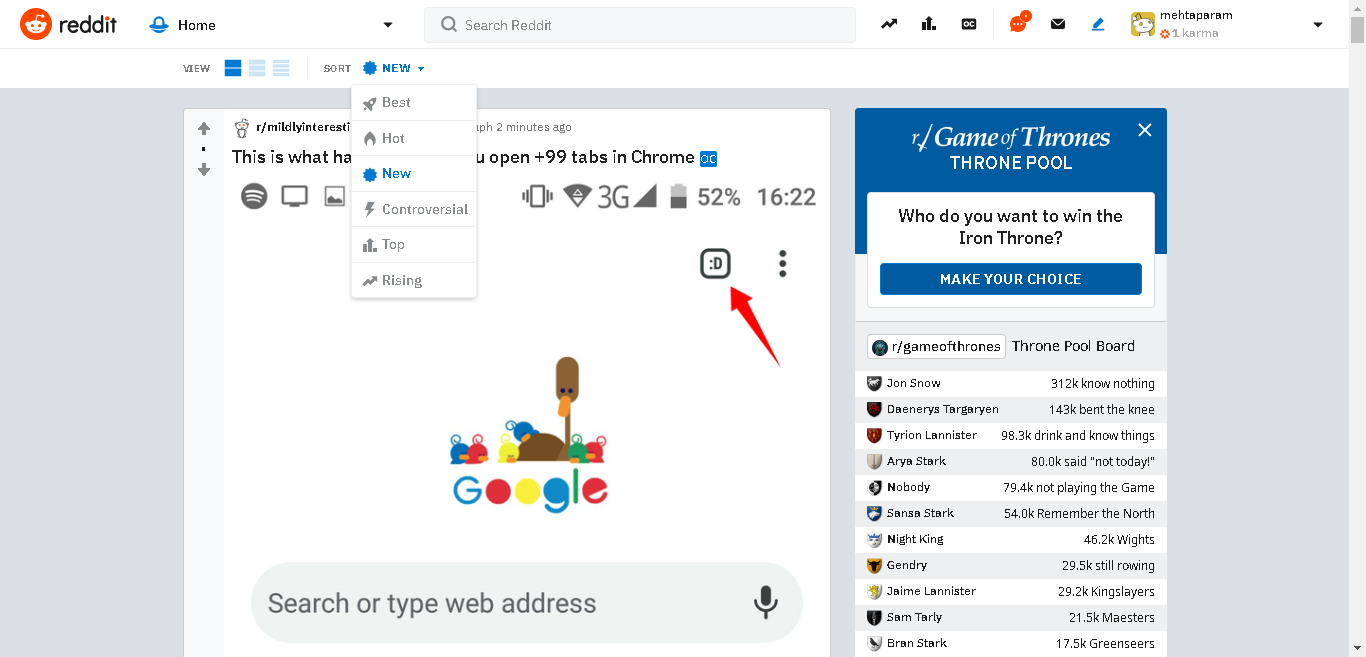 reddit Home Search Reddit mehtaparam
1 karma
VIEW SORT NEW
Best
Hot
New
Controversial
Top
Rising
r/mildlyinteresti 2 minutes ago
This is what open +99 tabs in Chrome OC
3G 52% 16:22
:D
Google
Search or type web address
r/Game of Thrones
THRONE POOL
Who do you want to win the
Iron Throne?
MAKE YOUR CHOICE
r/gameofthrones Throne Pool Board
Jon Snow 312k know nothing
Daenerys Targaryen 143k bent the knee
Tyrion Lannister 98.3k drink and know things
Arya Stark 80.0k said "not today!"
Nobody 79.4k not playing the Game
Sansa Stark 54.0k Remember the North
Night King 46.2k Wights
Gendry 29.5k still rowing
Jaime Lannister 29.2k Kingslayers
Sam Tarly 21.5k Maesters
Bran Stark 17.5k Greenseers